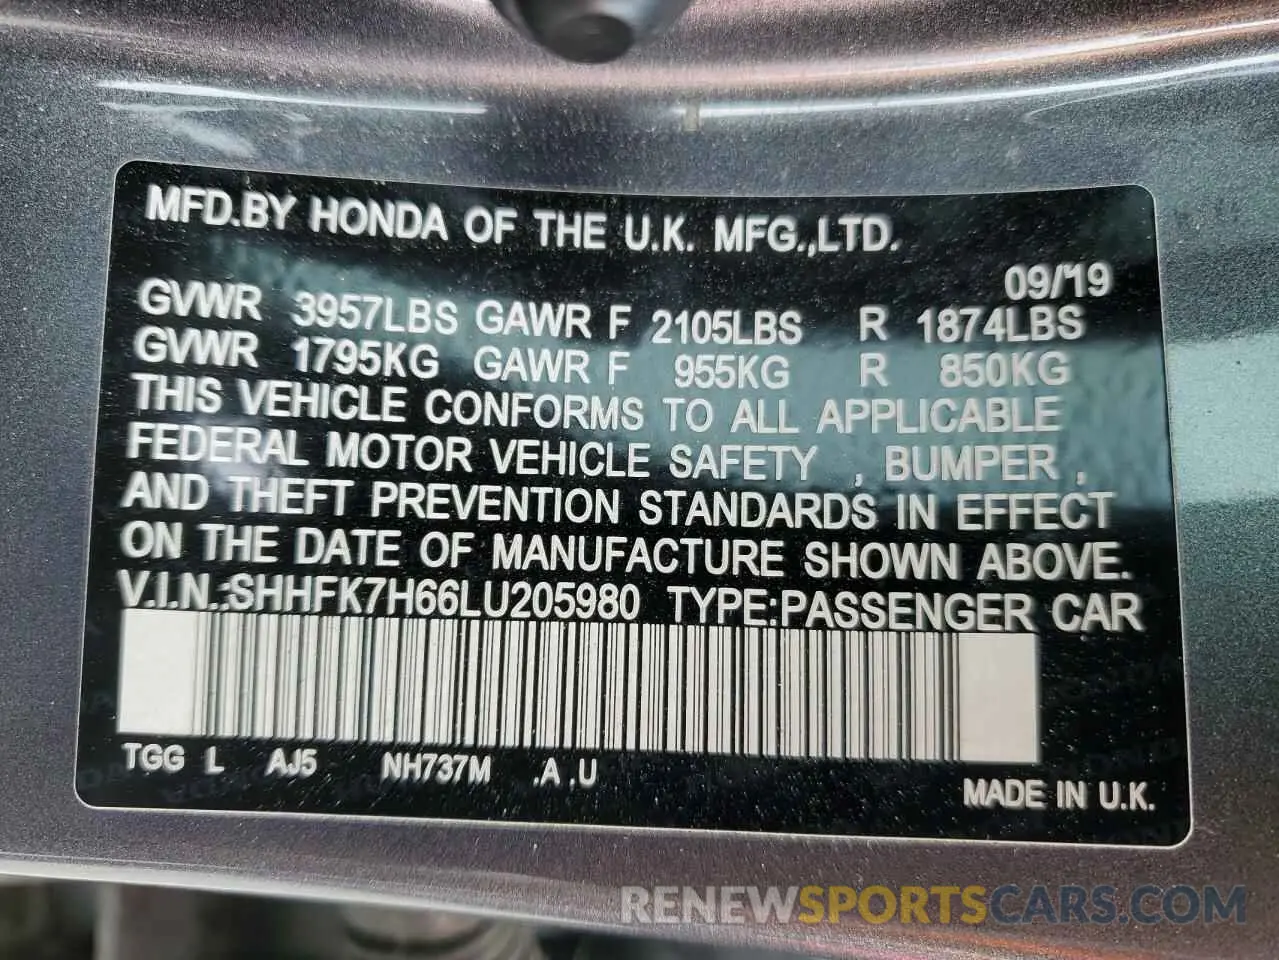 MFD.BY HONDA OF THE U.K. MFG.,LTD.
09/19
GVWR 3957LBS GAWR F 2105LBS R 1874LBS
GVWR 1795KG GAWR F 955KG R 850KG
THIS VEHICLE CONFORMS TO ALL APPLICABLE
FEDERAL MOTOR VEHICLE SAFETY , BUMPER ,
AND THEFT PREVENTION STANDARDS IN EFFECT
ON THE DATE OF MANUFACTURE SHOWN ABOVE.
V.I.N.:SHHFK7H66LU205980 TYPE:PASSENGER CAR
TGG L AJ5 NH737M .A .U
MADE IN U.K.
RENEWSPORTSCARS.COM